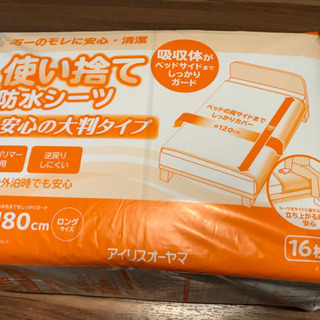 万一のモレに安心・清潔
使い捨て
防水シーツ
安心の大判タイプ
吸収体が
ベッドサイドまで
しっかり
ガード
ベッドの両サイドまで
しっかりカバー
約120cm
リマー
用
逆戻り
しにくい
外泊時でも安心
180cm
ロング
サイズ
立ち上がる
安心
16枚
アイリスオーヤマ